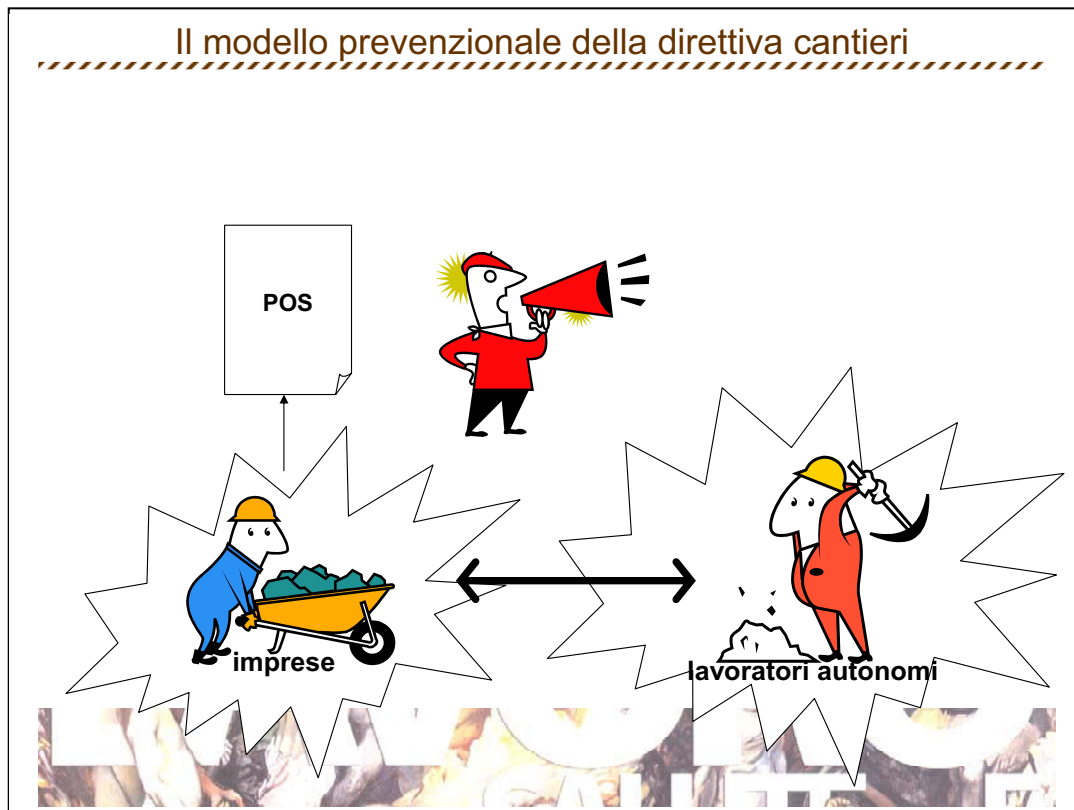 Il modello prevenzionale della direttiva cantieri
POS
imprese
lavoratori autonomi